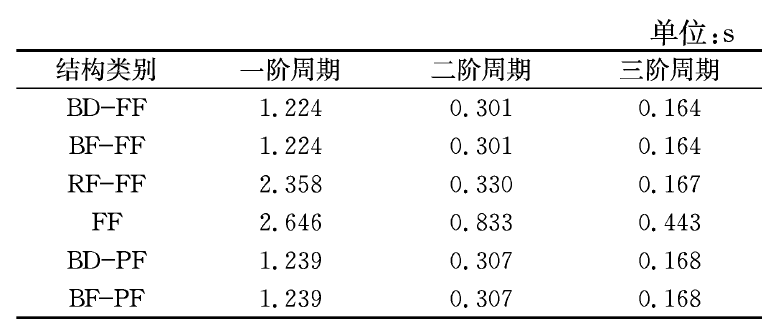 单位:s
结构类别 一阶周期 二阶周期 三阶周期
BD-FF 1.224 0.301 0.164
BF-FF 1.224 0.301 0.164
RF-FF 2.358 0.330 0.167
FF 2.646 0.833 0.443
BD-PF 1.239 0.307 0.168
BF-PF 1.239 0.307 0.168